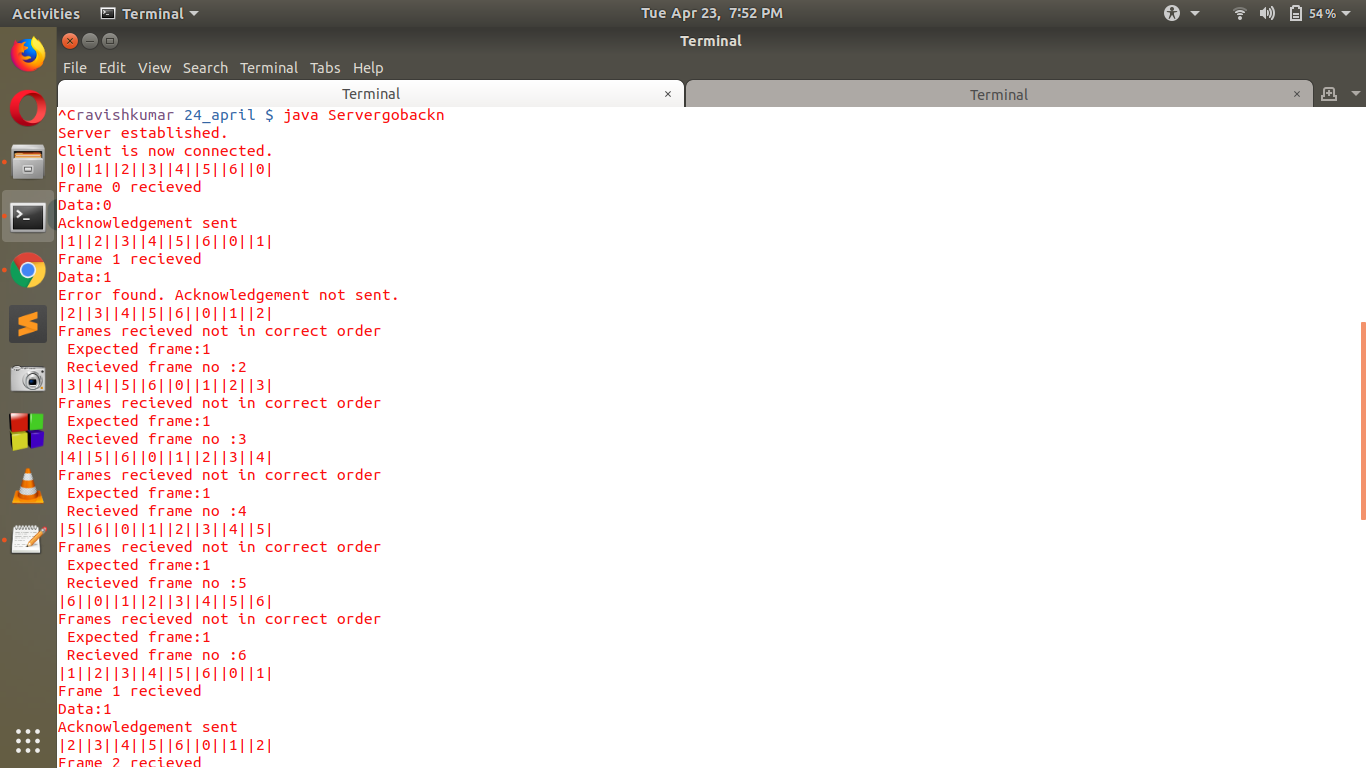 Activities Terminal Tue Apr 23, 7:52 PM 54%
Terminal
File Edit View Search Terminal Tabs Help
Terminal × Terminal ×
^Cravishkumar 24_april $ java Servergobackn
Server established.
Client is now connected.
|0||1||2||3||4||5||6||0|
Frame 0 recieved
Data:0
Acknowledgement sent
|1||2||3||4||5||6||0||1|
Frame 1 recieved
Data:1
Error found. Acknowledgement not sent.
|2||3||4||5||6||0||1||2|
Frames recieved not in correct order
 Expected frame:1
 Recieved frame no :2
|3||4||5||6||0||1||2||3|
Frames recieved not in correct order
 Expected frame:1
 Recieved frame no :3
|4||5||6||0||1||2||3||4|
Frames recieved not in correct order
 Expected frame:1
 Recieved frame no :4
|5||6||0||1||2||3||4||5|
Frames recieved not in correct order
 Expected frame:1
 Recieved frame no :5
|6||0||1||2||3||4||5||6|
Frames recieved not in correct order
 Expected frame:1
 Recieved frame no :6
|1||2||3||4||5||6||0||1|
Frame 1 recieved
Data:1
Acknowledgement sent
|2||3||4||5||6||0||1||2|
Frame 2 recieved